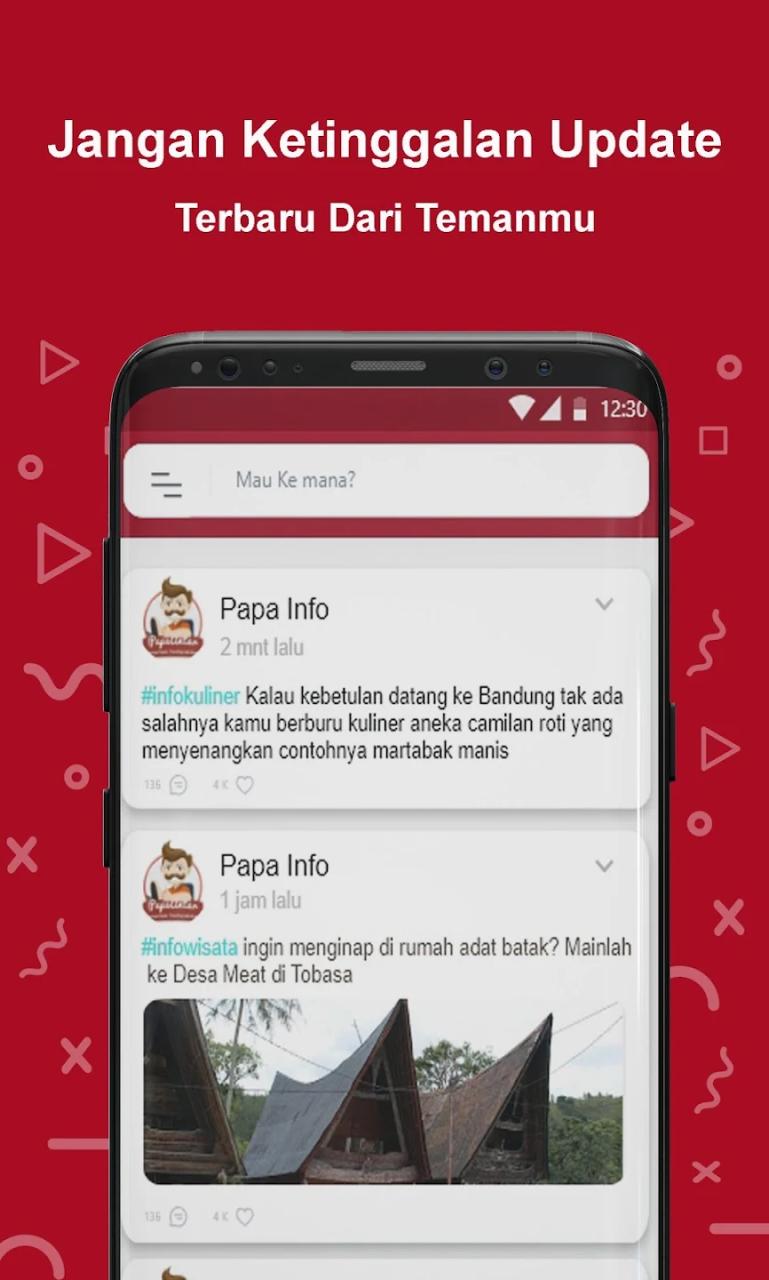 Jangan Ketinggalan Update
Terbaru Dari Temanmu
12:30
Mau Ke mana?
Papa Info
2 mnt lalu
#infokuliner Kalau kebetulan datang ke Bandung tak ada
salahnya kamu berburu kuliner aneka camilan roti yang
menyenangkan contohnya martabak manis
136
4 K
Papa Info
1 jam lalu
#infowisata ingin menginap di rumah adat batak? Mainlah
ke Desa Meat di Tobasa
136
4 K